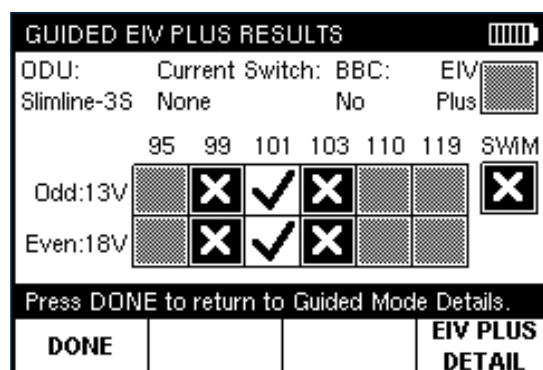 GUIDED EIV PLUS RESULTS
ODU: Current Switch: BBC: EIV
Slimline-3S None No Plus
95 99 101 103 110 119 SWiM
Odd:13V
Even:18V
Press DONE to return to Guided Mode Details.
DONE EIV PLUS
DETAIL